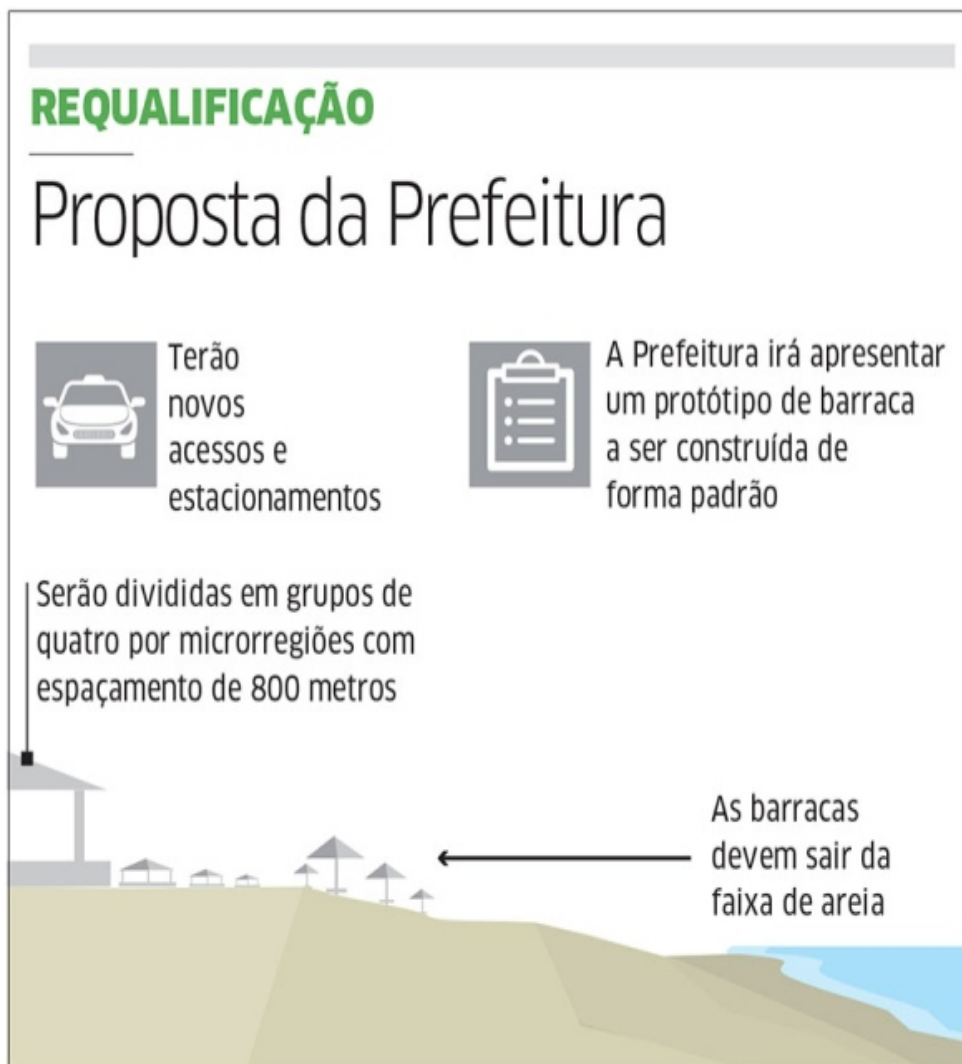 REQUALIFICAÇÃO
Proposta da Prefeitura
Terão
novos
acessos e
estacionamentos
A Prefeitura irá apresentar
um protótipo de barraca
a ser construída de
forma padrão
Serão divididas em grupos de
quatro por microrregiões com
espaçamento de 800 metros
As barracas
devem sair da
faixa de areia